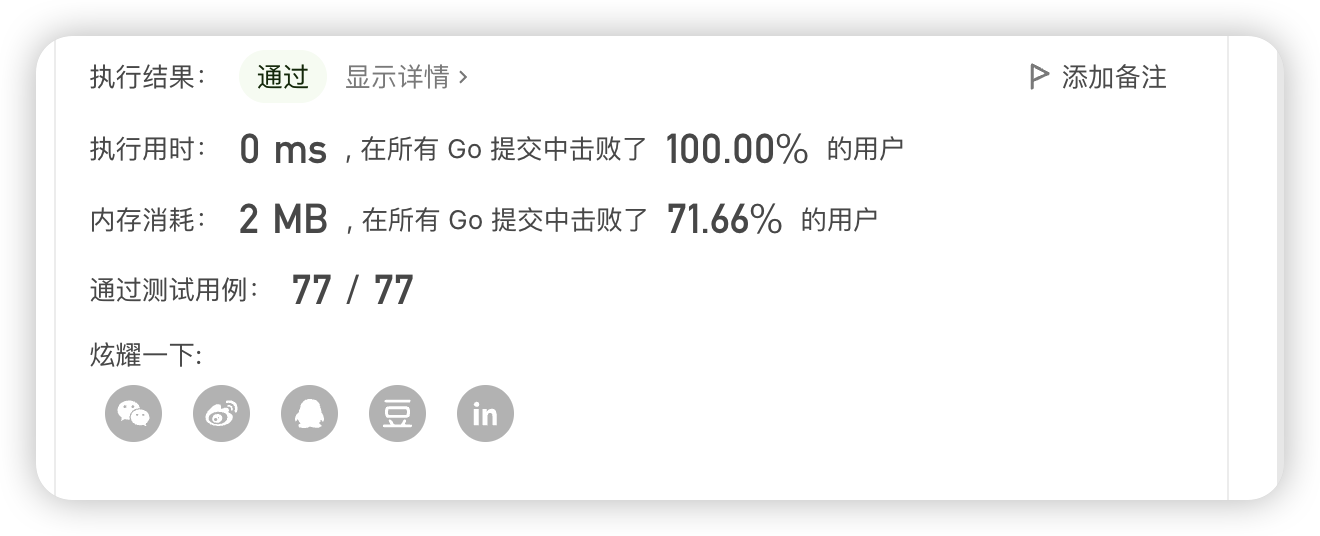 执行结果： 通过 显示详情 > 添加备注
执行用时： 0 ms , 在所有 Go 提交中击败了 100.00% 的用户
内存消耗： 2 MB , 在所有 Go 提交中击败了 71.66% 的用户
通过测试用例： 77 / 77
炫耀一下:
豆 in